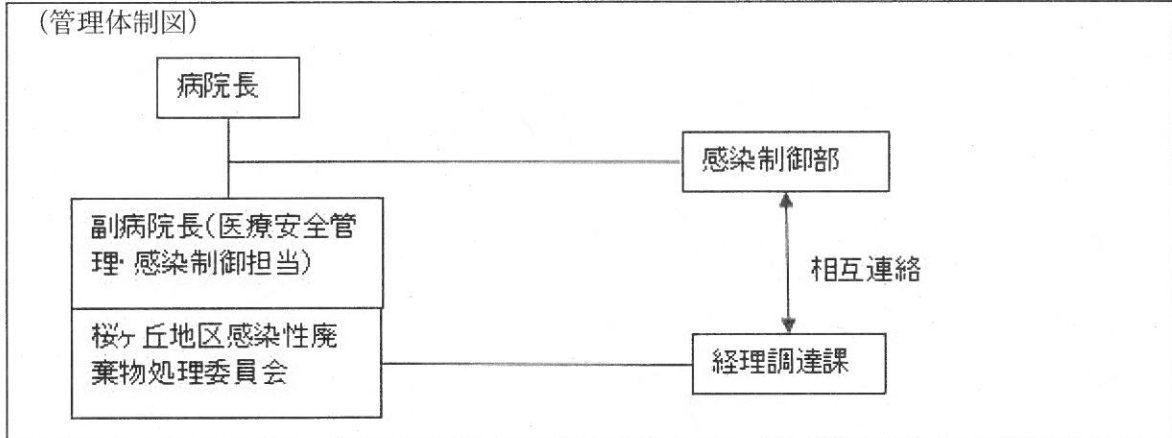 (管理体制図)
病院長
感染制御部
副病院長(医療安全管
理・感染制御担当)
相互連絡
桜ヶ丘地区感染性廃
棄物処理委員会
経理調達課